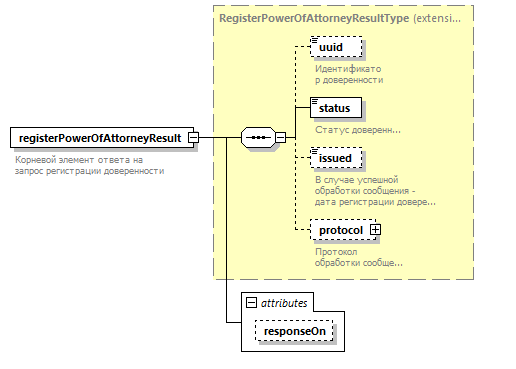 RegisterPowerOfAttorneyResultType (extensi...
uuid
Идентификато
р доверенности
status
Статус доверенн...
registerPowerOfAttorneyResult
Корневой элемент ответа на
запрос регистрации доверенности
issued
В случае успешной
обработки сообщения -
дата регистрации довере...
protocol
Протокол
обработки сообще...
attributes
responseOn